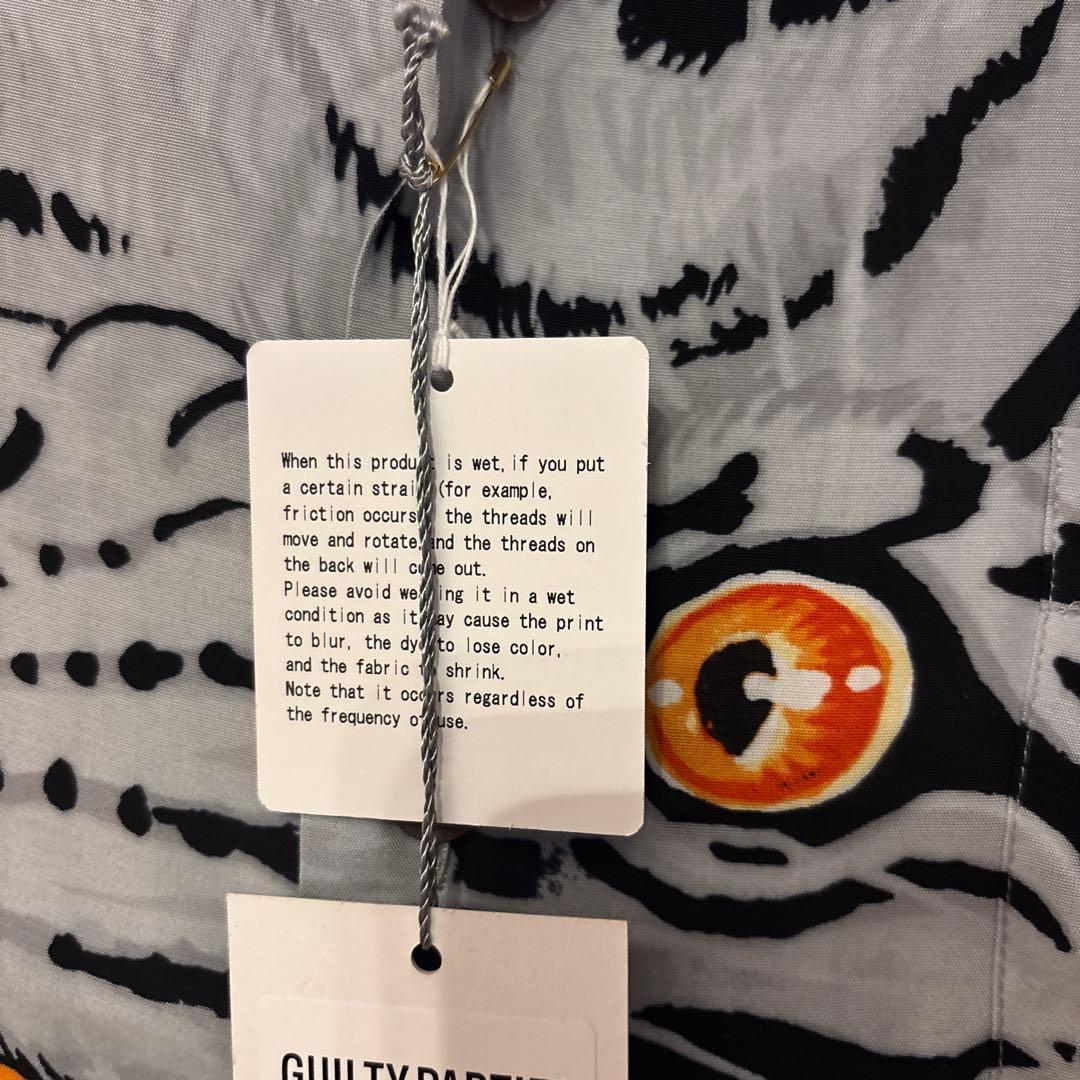 When this produ is wet, if you put
a certain strai (for example,
friction occurs the threads will
move and rotate, and the threads on
the back will come out.
Please avoid wearing it in a wet
condition as it may cause the print
to blur, the dye to lose color,
and the fabric to shrink.
Note that it occurs regardless of
the frequency of use.
GUILTY PARTIE